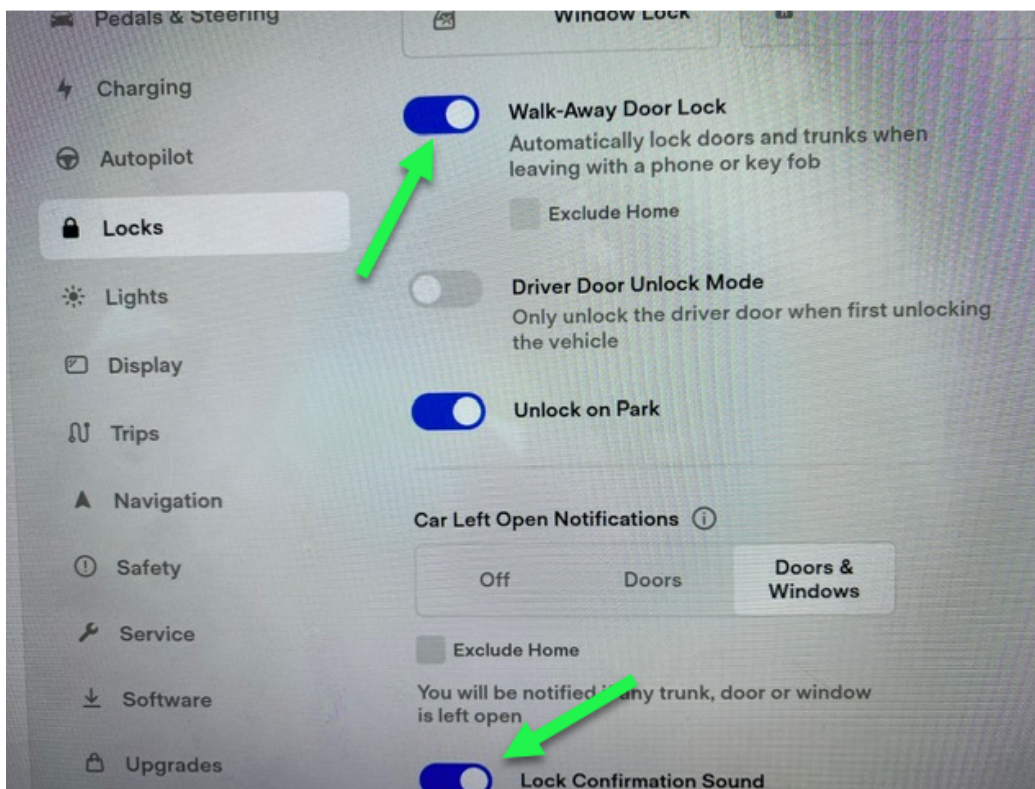 Pedals & Steering
Charging
Autopilot
Locks
Lights
Display
Trips
Navigation
Safety
Service
Software
Upgrades
Window Lock
Walk-Away Door Lock
Automatically lock doors and trunks when
leaving with a phone or key fob
Exclude Home
Driver Door Unlock Mode
Only unlock the driver door when first unlocking
the vehicle
Unlock on Park
Car Left Open Notifications
Off
Doors
Doors &
Windows
Exclude Home
You will be notified if any trunk, door or window
is left open
Lock Confirmation Sound